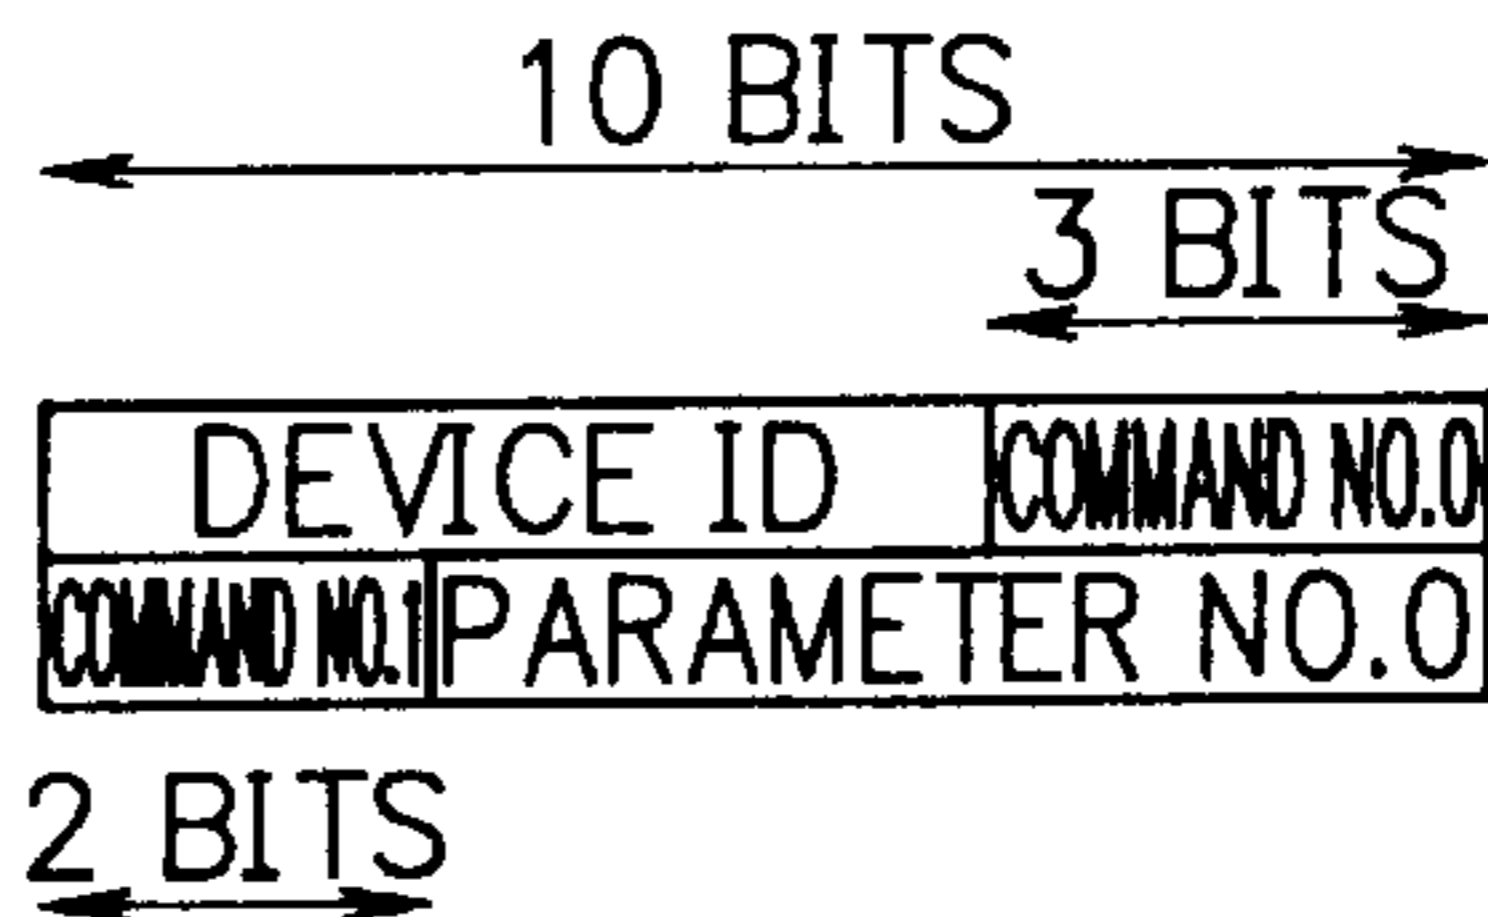 10 BITS
3 BITS
DEVICE ID COMMAND NO.0
COMMAND NO.1 PARAMETER NO.0
2 BITS